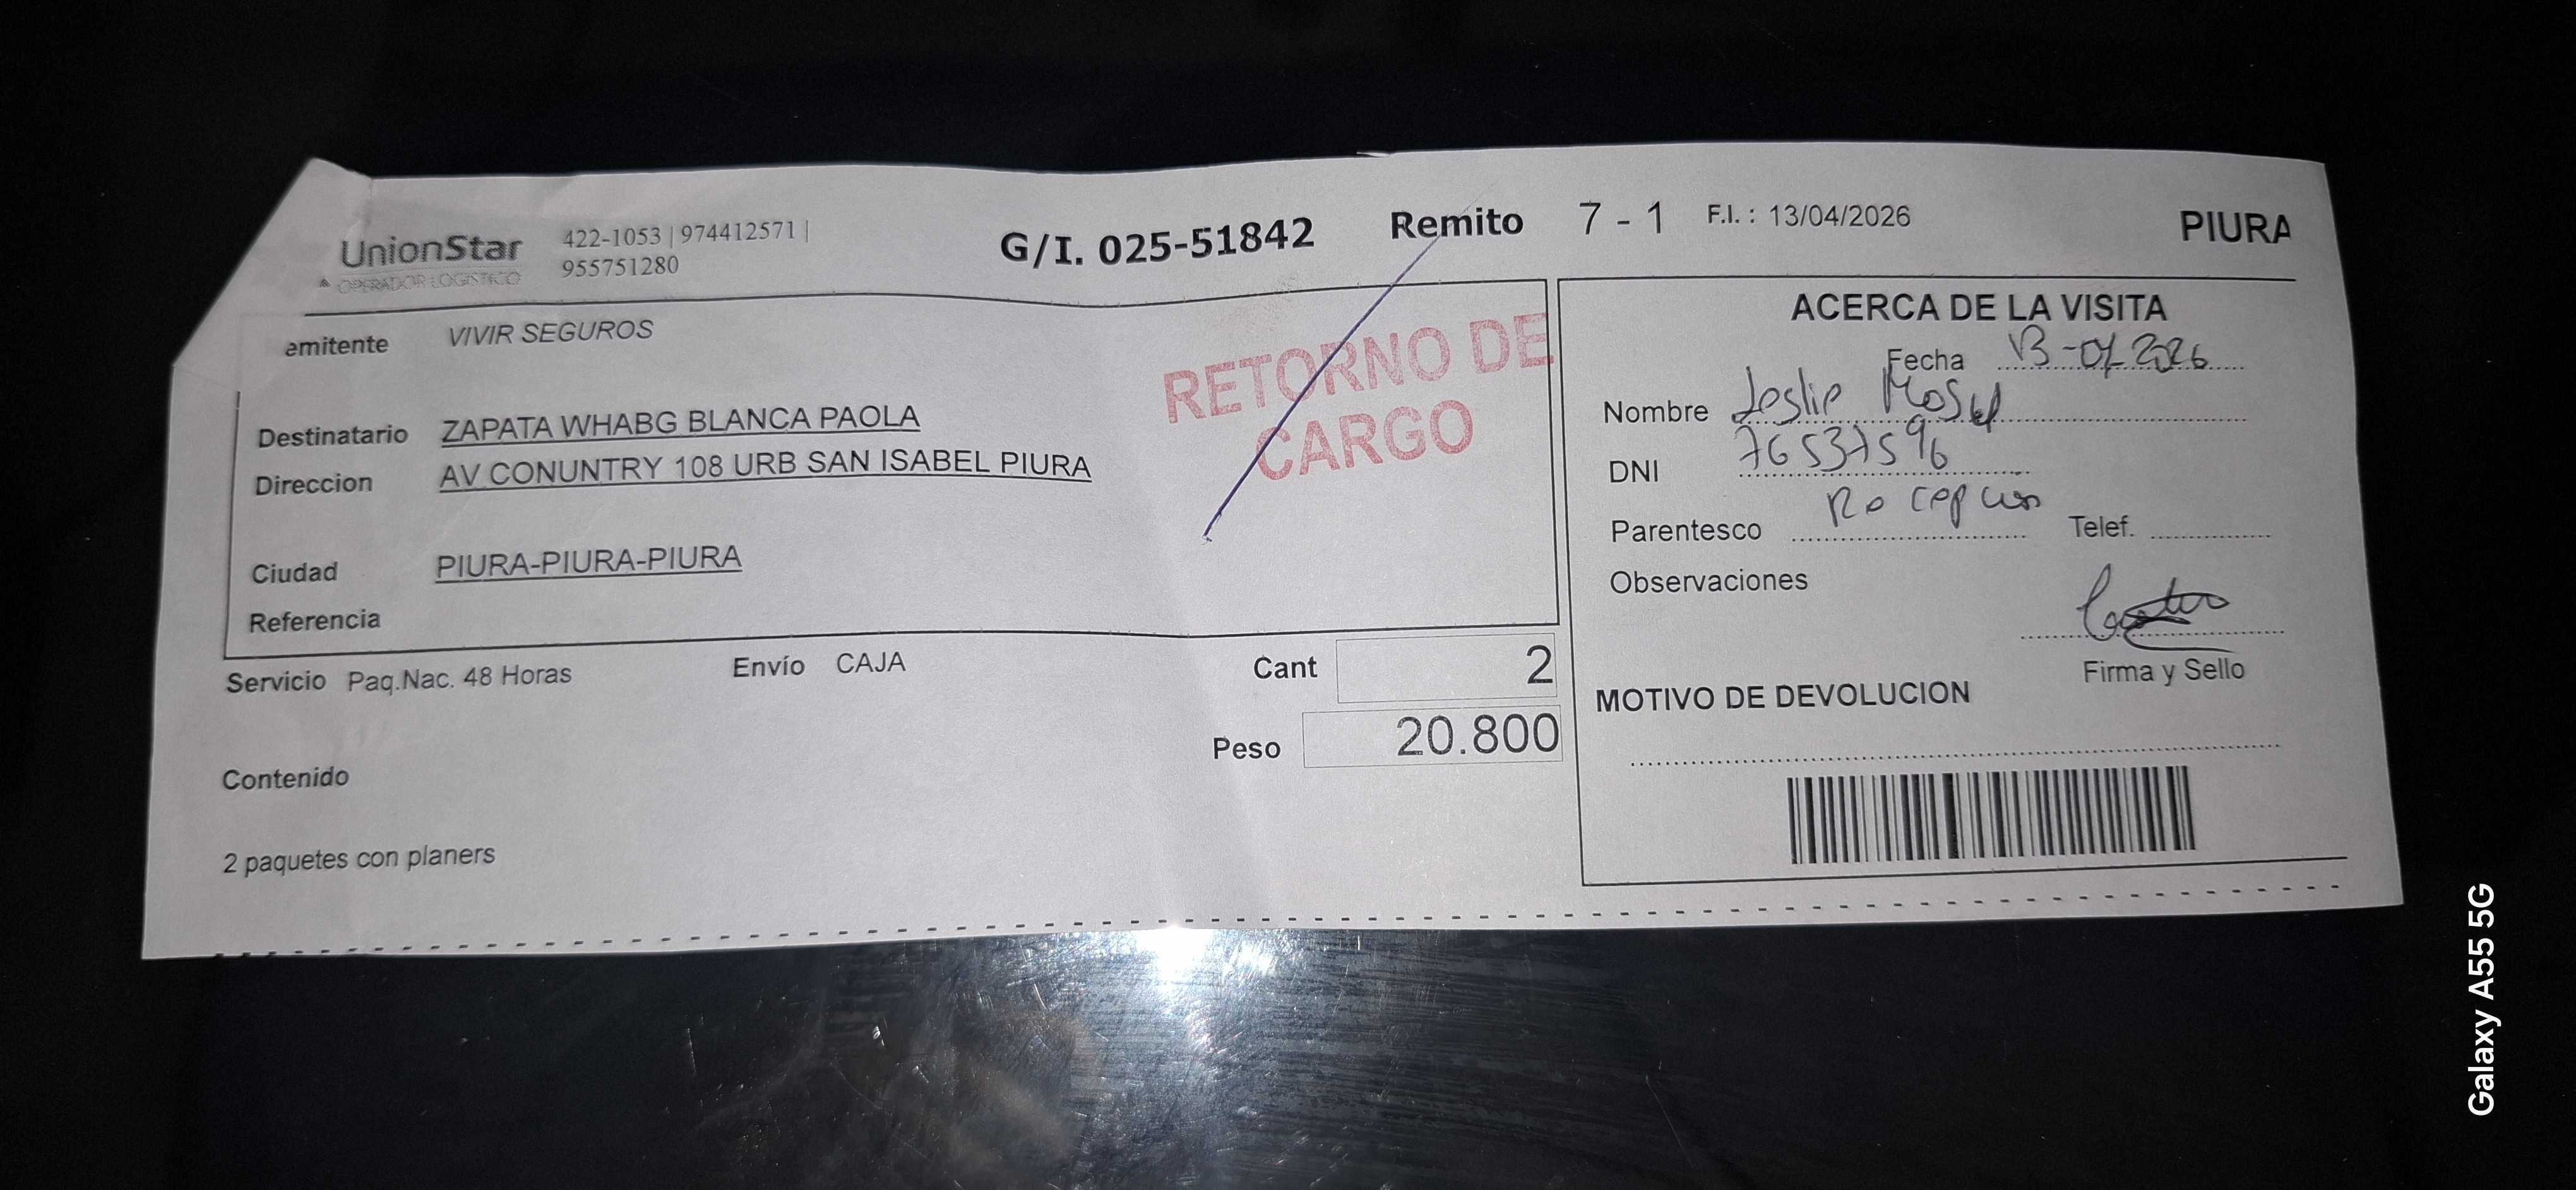 UnionStar
OPERADOR LOGISTICO
422-1053 | 974412571 |
955751280
G/I. 025-51842 Remito 7 - 1 F.I. : 13/04/2026 PIURA
emitente VIVIR SEGUROS
Destinatario ZAPATA WHABG BLANCA PAOLA
Direccion AV CONUNTRY 108 URB SAN ISABEL PIURA
Ciudad PIURA-PIURA-PIURA
Referencia
RETORNO DE
CARGO
Servicio Paq.Nac. 48 Horas Envío CAJA Cant 2
Peso 20.800
Contenido
2 paquetes con planers
ACERCA DE LA VISITA
Fecha
Nombre Leslie
DNI 76537596
Parentesco Telef.
Observaciones
Firma y Sello
MOTIVO DE DEVOLUCION
Galaxy A55 5G